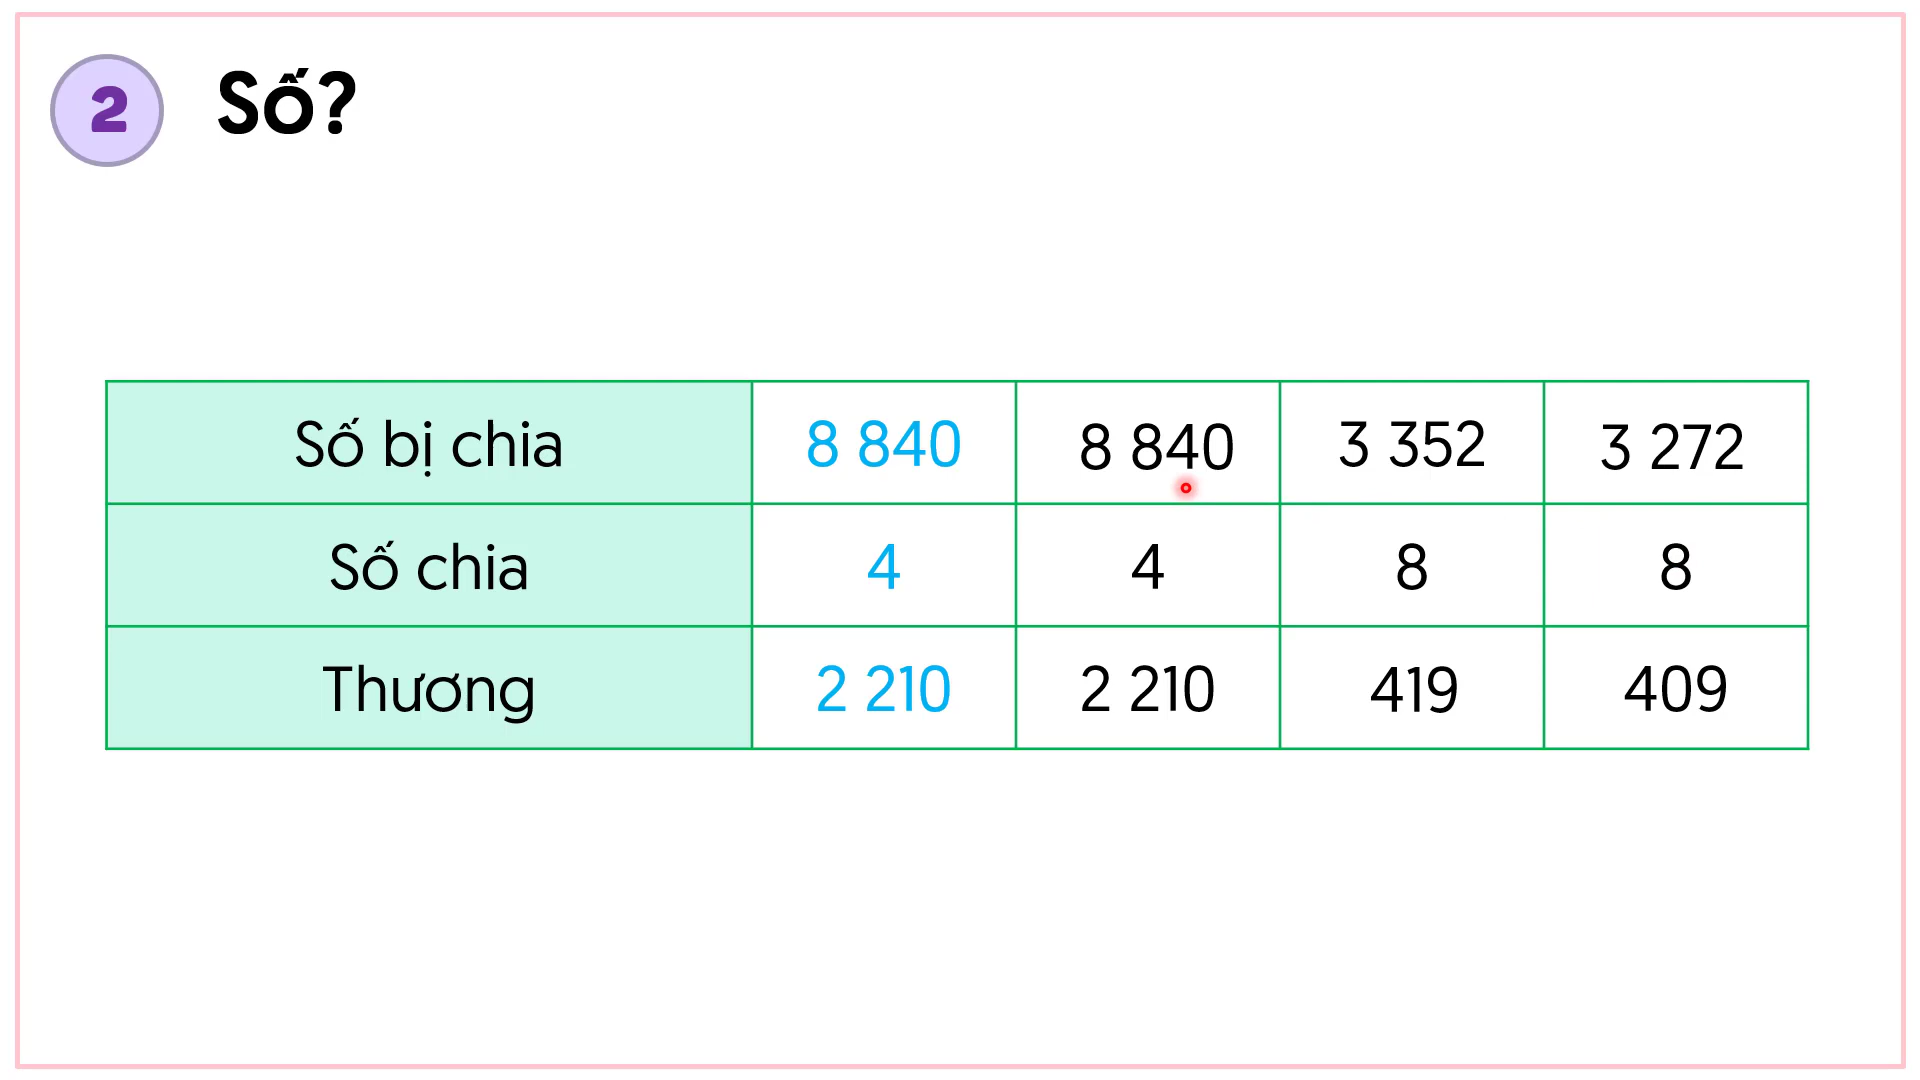 2 Số?
Số bị chia 8 840 8 840 3 352 3 272
Số chia 4 4 8 8
Thương 2 210 2 210 419 409